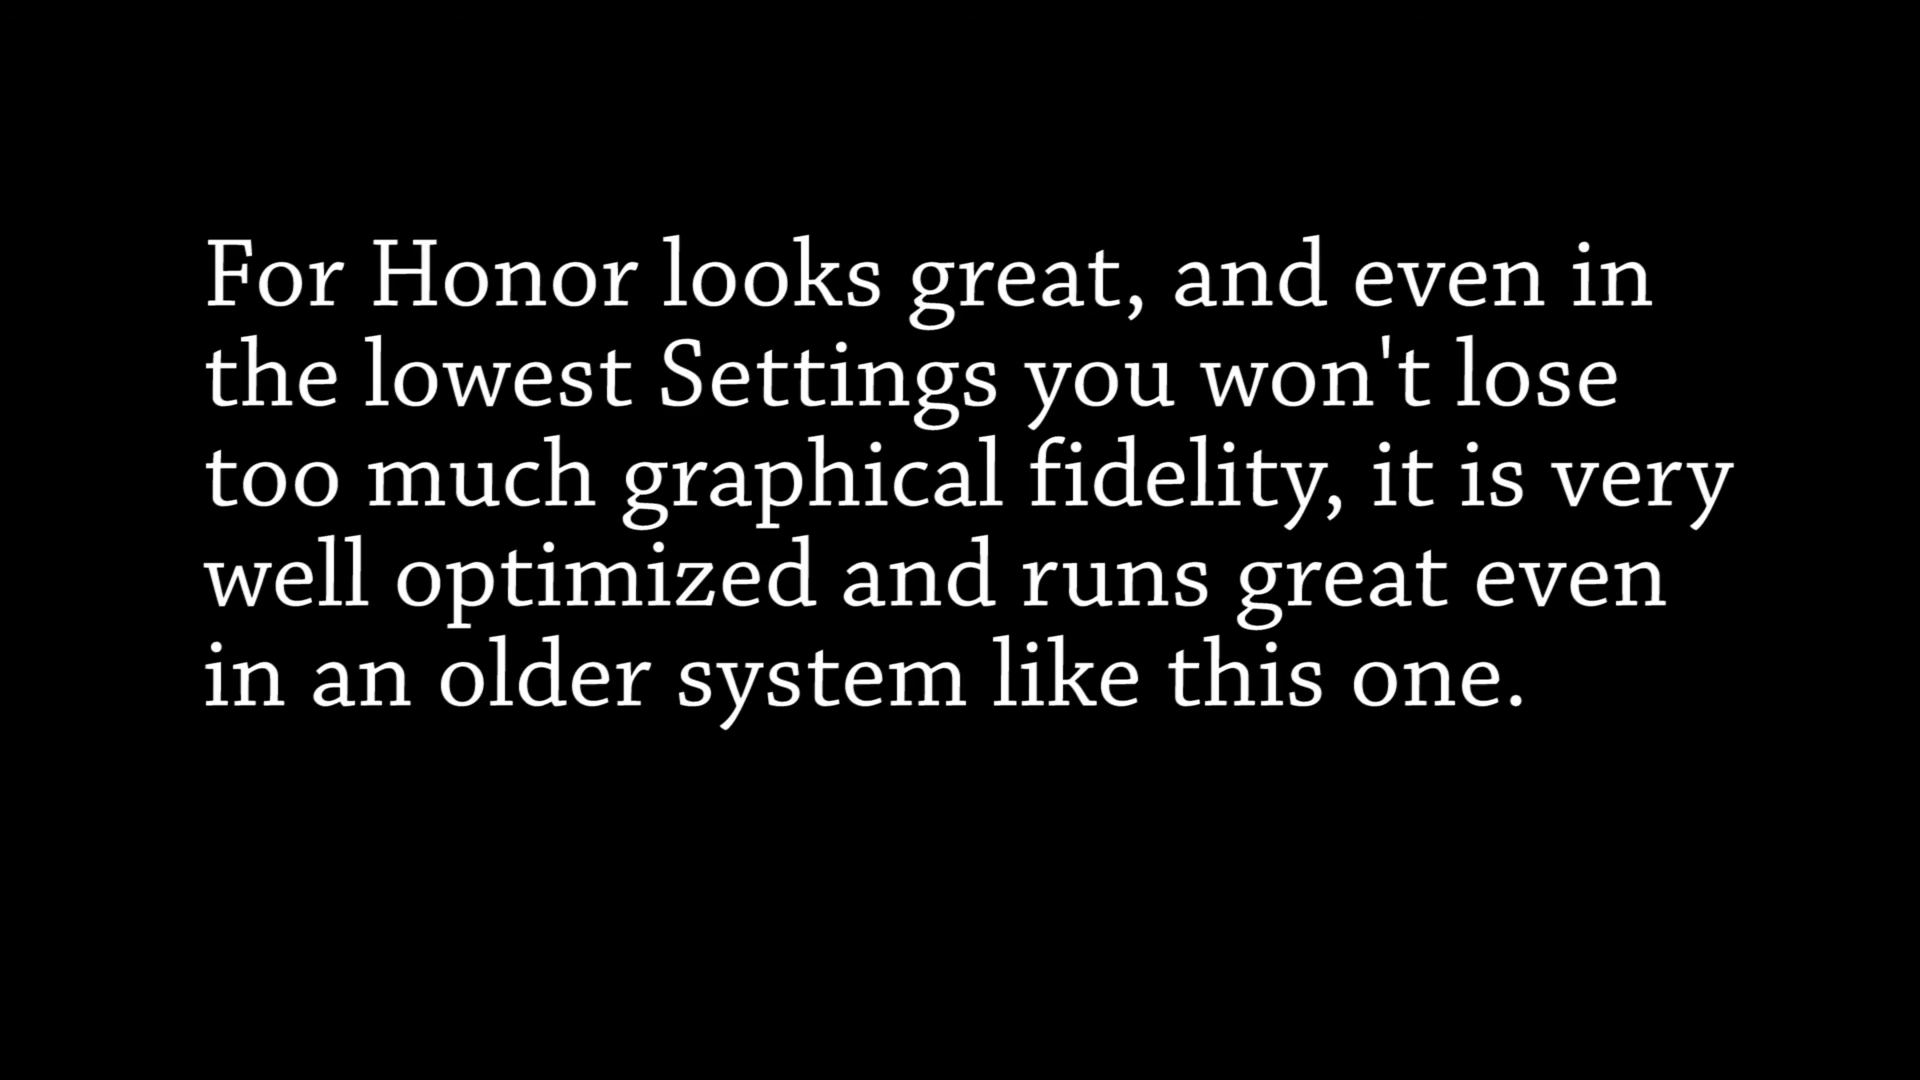 For Honor looks great, and even in
the lowest Settings you won't lose
too much graphical fidelity, it is very
well optimized and runs great even
in an older system like this one.